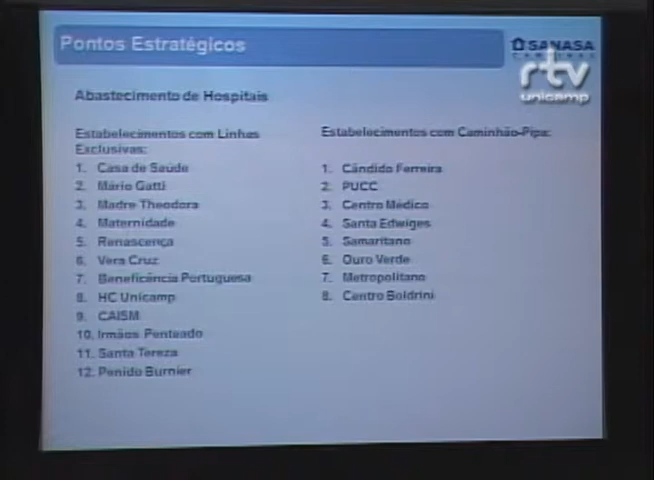 Pontos Estratégicos
SANASA
CAMPINAS
rtv
unicamp
Abastecimento de Hospitais
Estabelecimentos com Linhas
Exclusivas:
1. Casa de Saúde
2. Mário Gatti
3. Madre Theodora
4. Maternidade
5. Renascença
6. Vera Cruz
7. Beneficência Portuguesa
8. HC Unicamp
9. CAISM
10. Irmãos Penteado
11. Santa Tereza
12. Penido Burnier
Estabelecimentos com Caminhão-Pipa:
1. Cândido Ferreira
2. PUCC
3. Centro Médico
4. Santa Edwiges
5. Samaritano
6. Ouro Verde
7. Metropolitano
8. Centro Boldrini